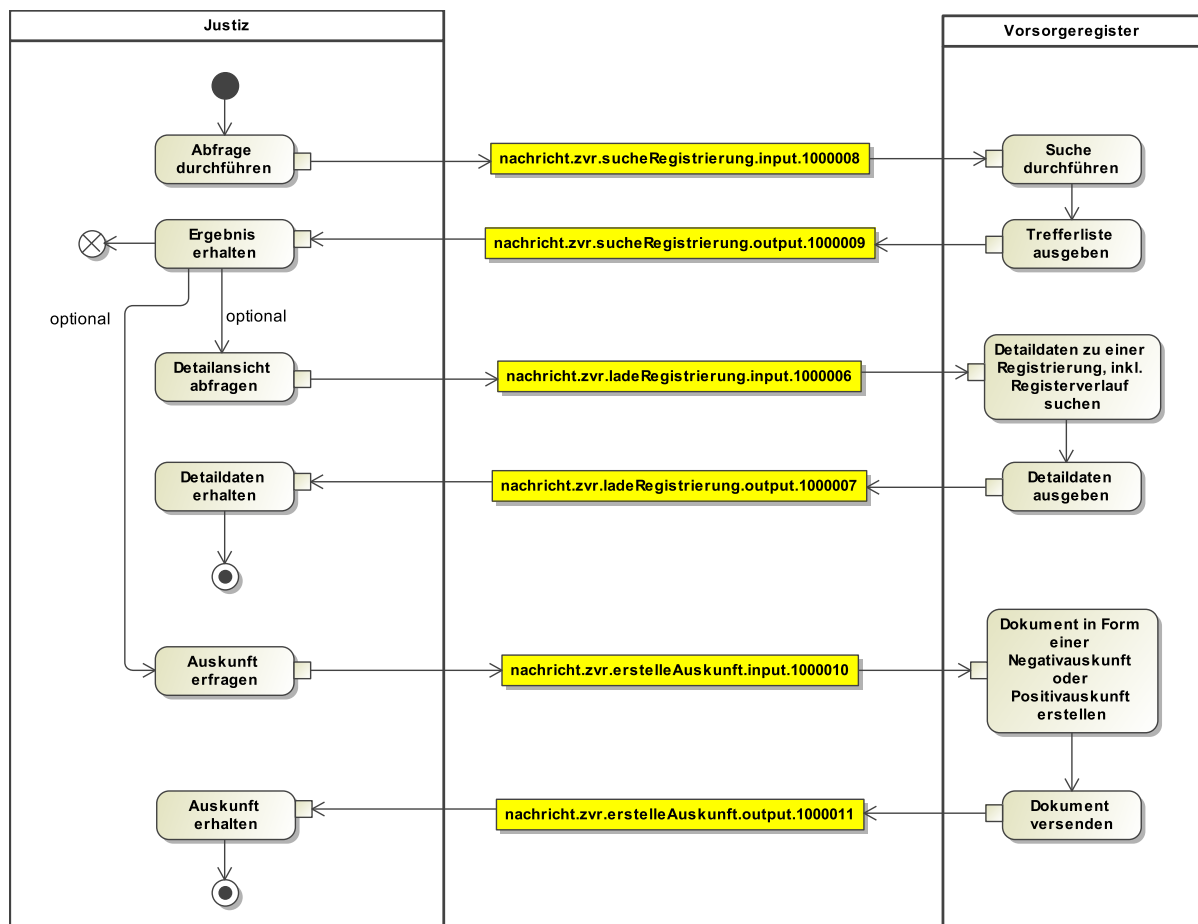 Justiz
Vorsorgeregister
Abfrage
durchführen
nachricht.zvr.sucheRegistrierung.input.1000008
Suche
durchführen
Ergebnis
erhalten
nachricht.zvr.sucheRegistrierung.output.1000009
Trefferliste
ausgeben
optional
optional
Detailansicht
abfragen
nachricht.zvr.ladeRegistrierung.input.1000006
Detaildaten zu einer
Registrierung, inkl.
Registerverlauf
suchen
Detaildaten
erhalten
nachricht.zvr.ladeRegistrierung.output.1000007
Detaildaten
ausgeben
Auskunft
erfragen
nachricht.zvr.erstelleAuskunft.input.1000010
Dokument in Form
einer
Negativauskunft
oder
Positivauskunft
erstellen
Auskunft
erhalten
nachricht.zvr.erstelleAuskunft.output.1000011
Dokument
versenden